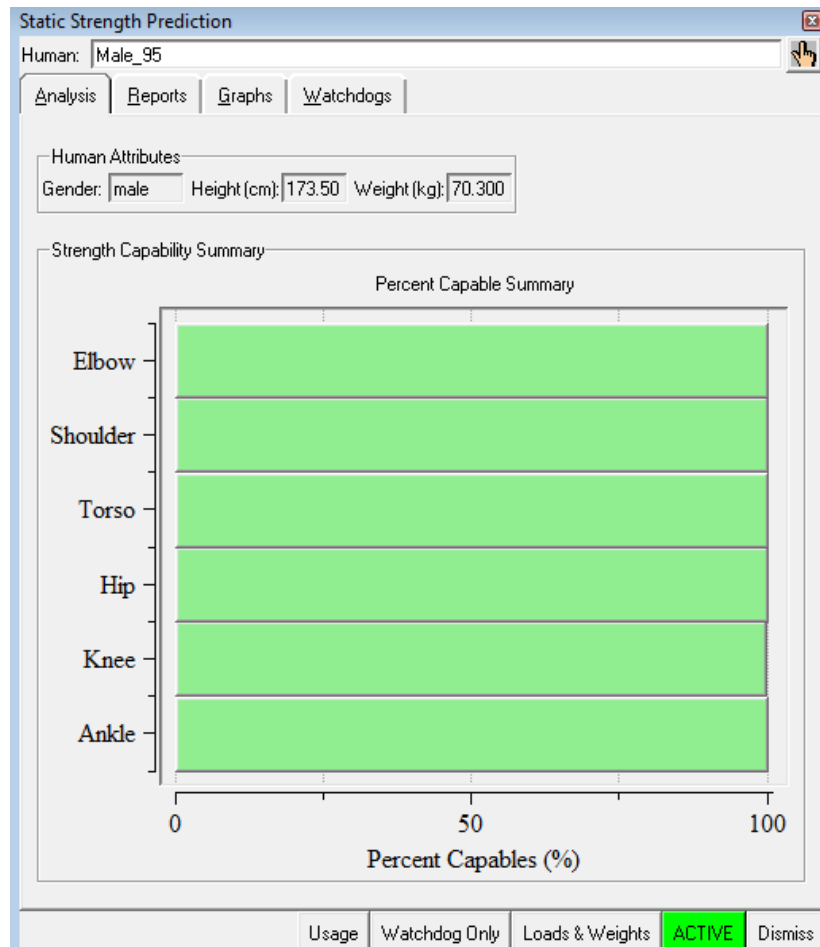 Static Strength Prediction
Human: Male_95
Analysis Reports Graphs Watchdogs
Human Attributes
Gender: male Height (cm): 173.50 Weight (kg): 70.300
Strength Capability Summary
Percent Capable Summary
Elbow
Shoulder
Torso
Hip
Knee
Ankle
0 50 100
Percent Capables (%)
Usage Watchdog Only Loads & Weights ACTIVE Dismiss